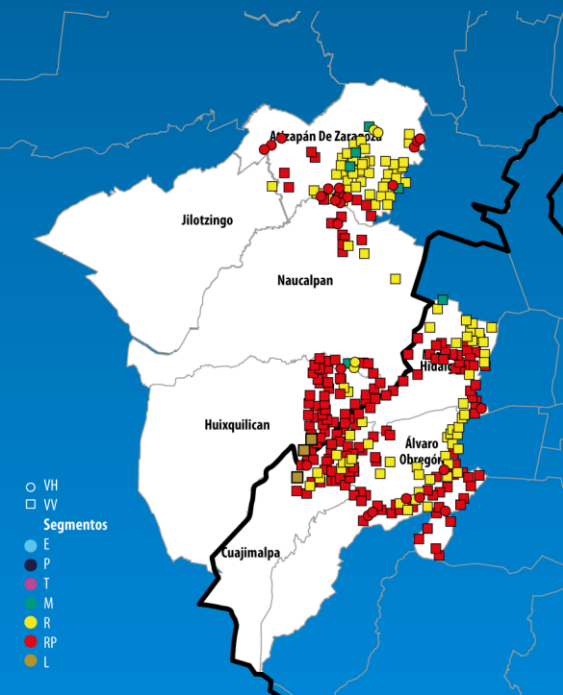 Atizapán De Zaragoza
Jilotzingo
Naucalpan
Hidalgo
Huixquilican
Álvaro
Obregón
Cuajimalpa
VH
VV
Segmentos
E
P
T
M
R
RP
L